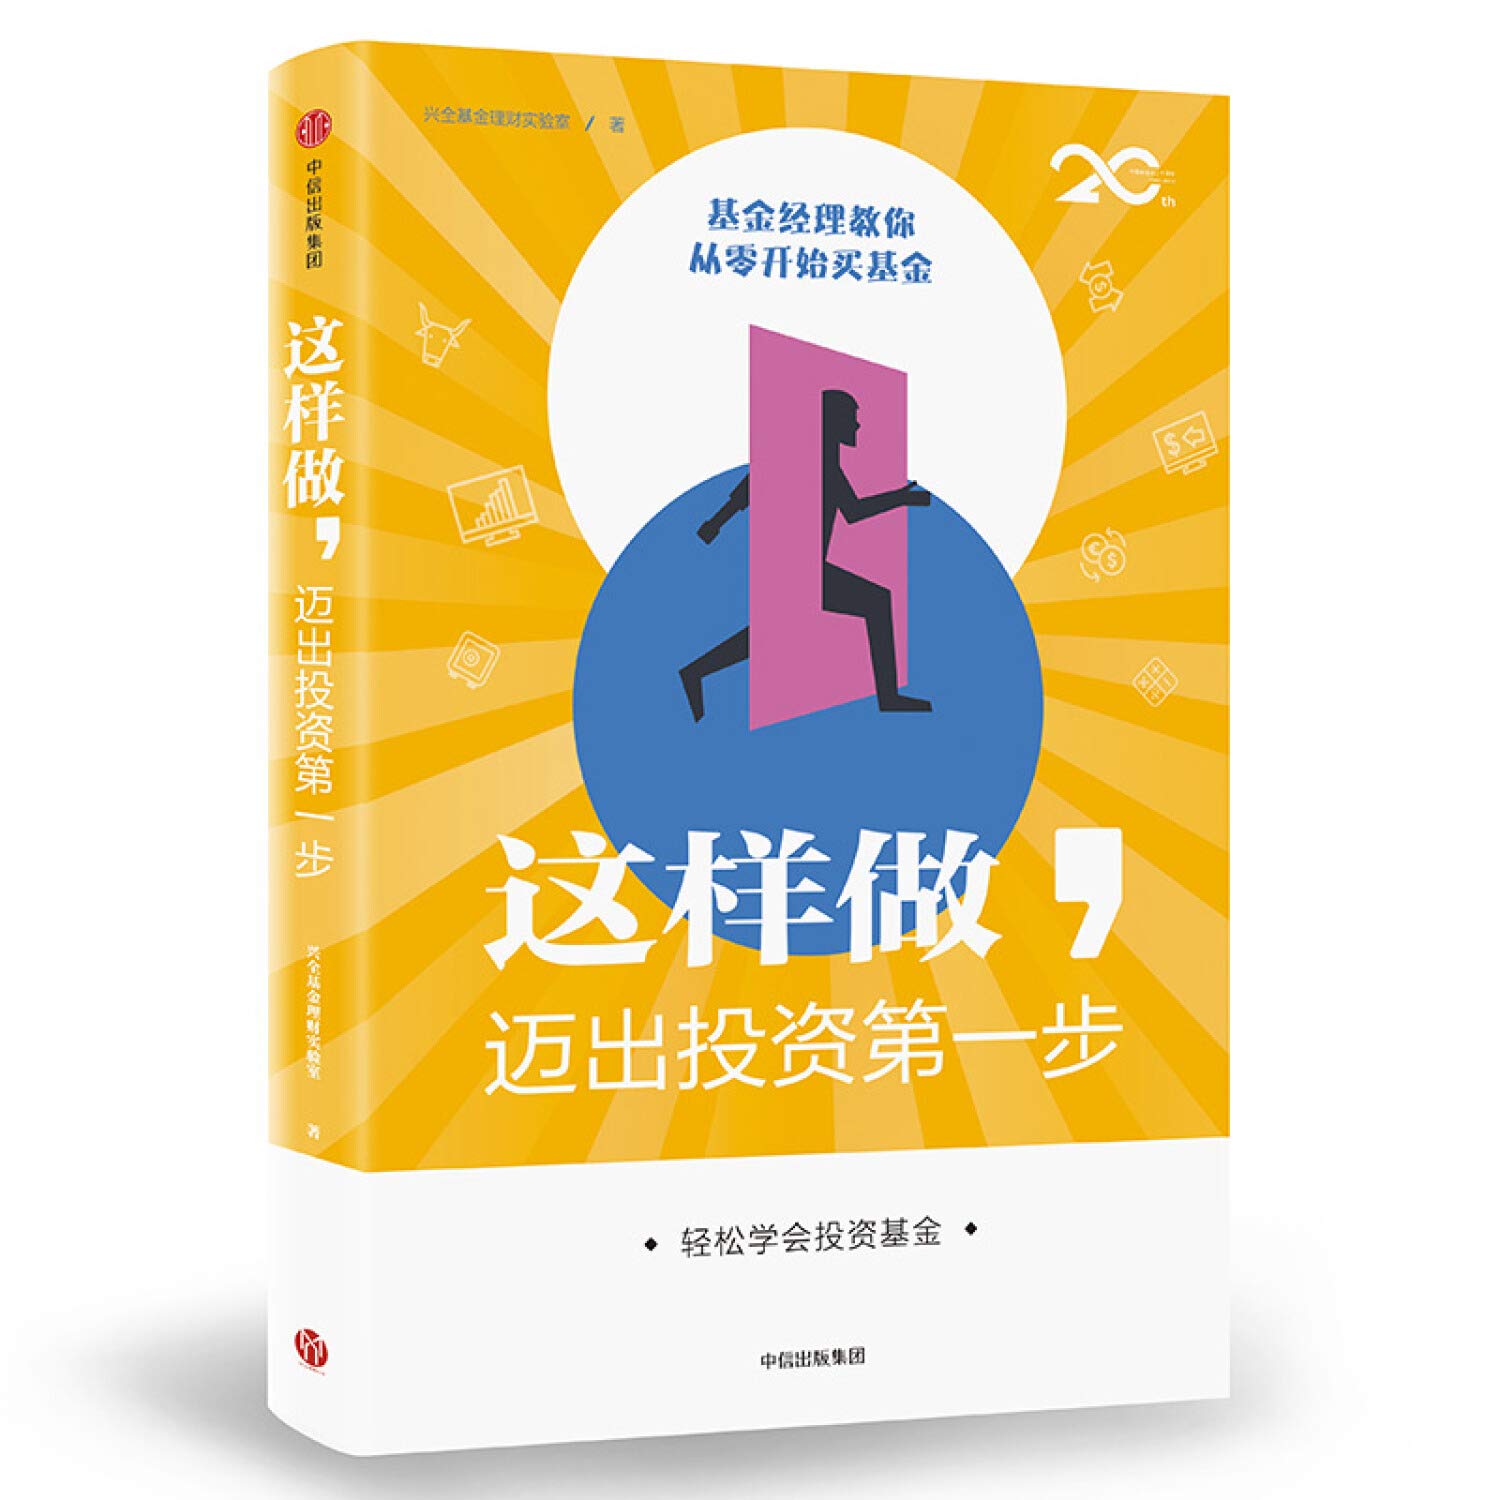 中信出版集团
这样做，
迈出投资第一步
兴全基金理财实验室 著
兴全基金理财实验室 / 著
20th
基金经理教你
从零开始买基金
这样做，
迈出投资第一步
轻松学会投资基金
中信出版集团